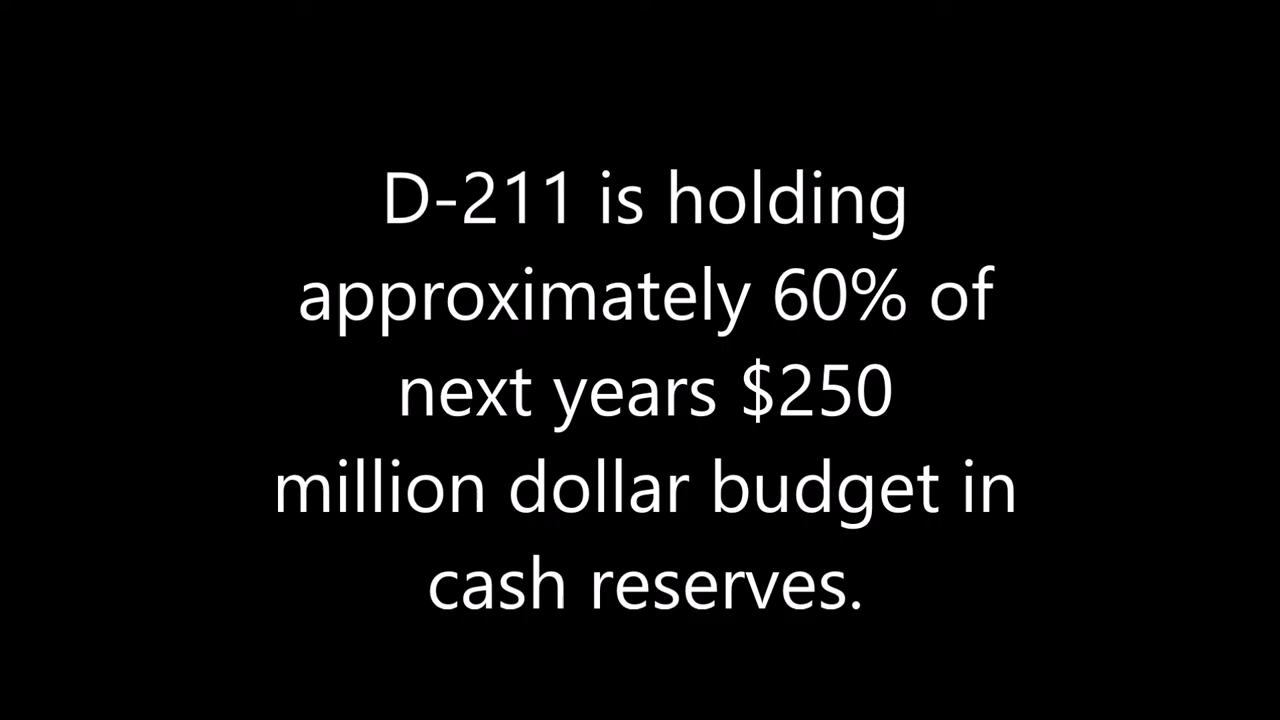 D-211 is holding
approximately 60% of
next years $250
million dollar budget in
cash reserves.